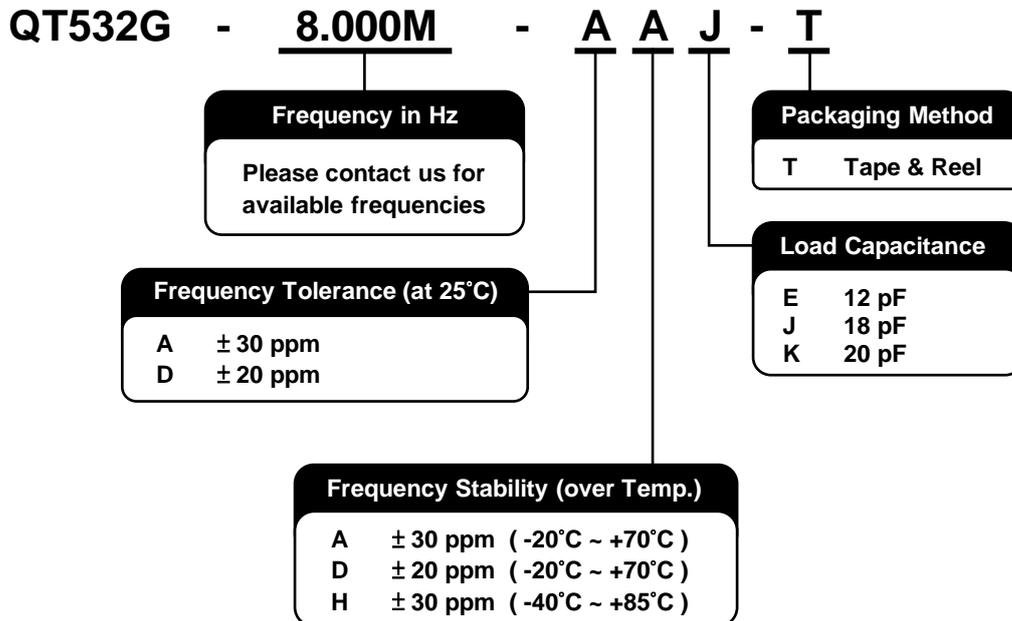 QT532G - 8.000M - A A J - T
Frequency in Hz
Please contact us for
available frequencies
Packaging Method
T Tape & Reel
Load Capacitance
E 12 pF
J 18 pF
K 20 pF
Frequency Tolerance (at 25°C)
A ± 30 ppm
D ± 20 ppm
Frequency Stability (over Temp.)
A ± 30 ppm ( -20°C ~ +70°C )
D ± 20 ppm ( -20°C ~ +70°C )
H ± 30 ppm ( -40°C ~ +85°C )